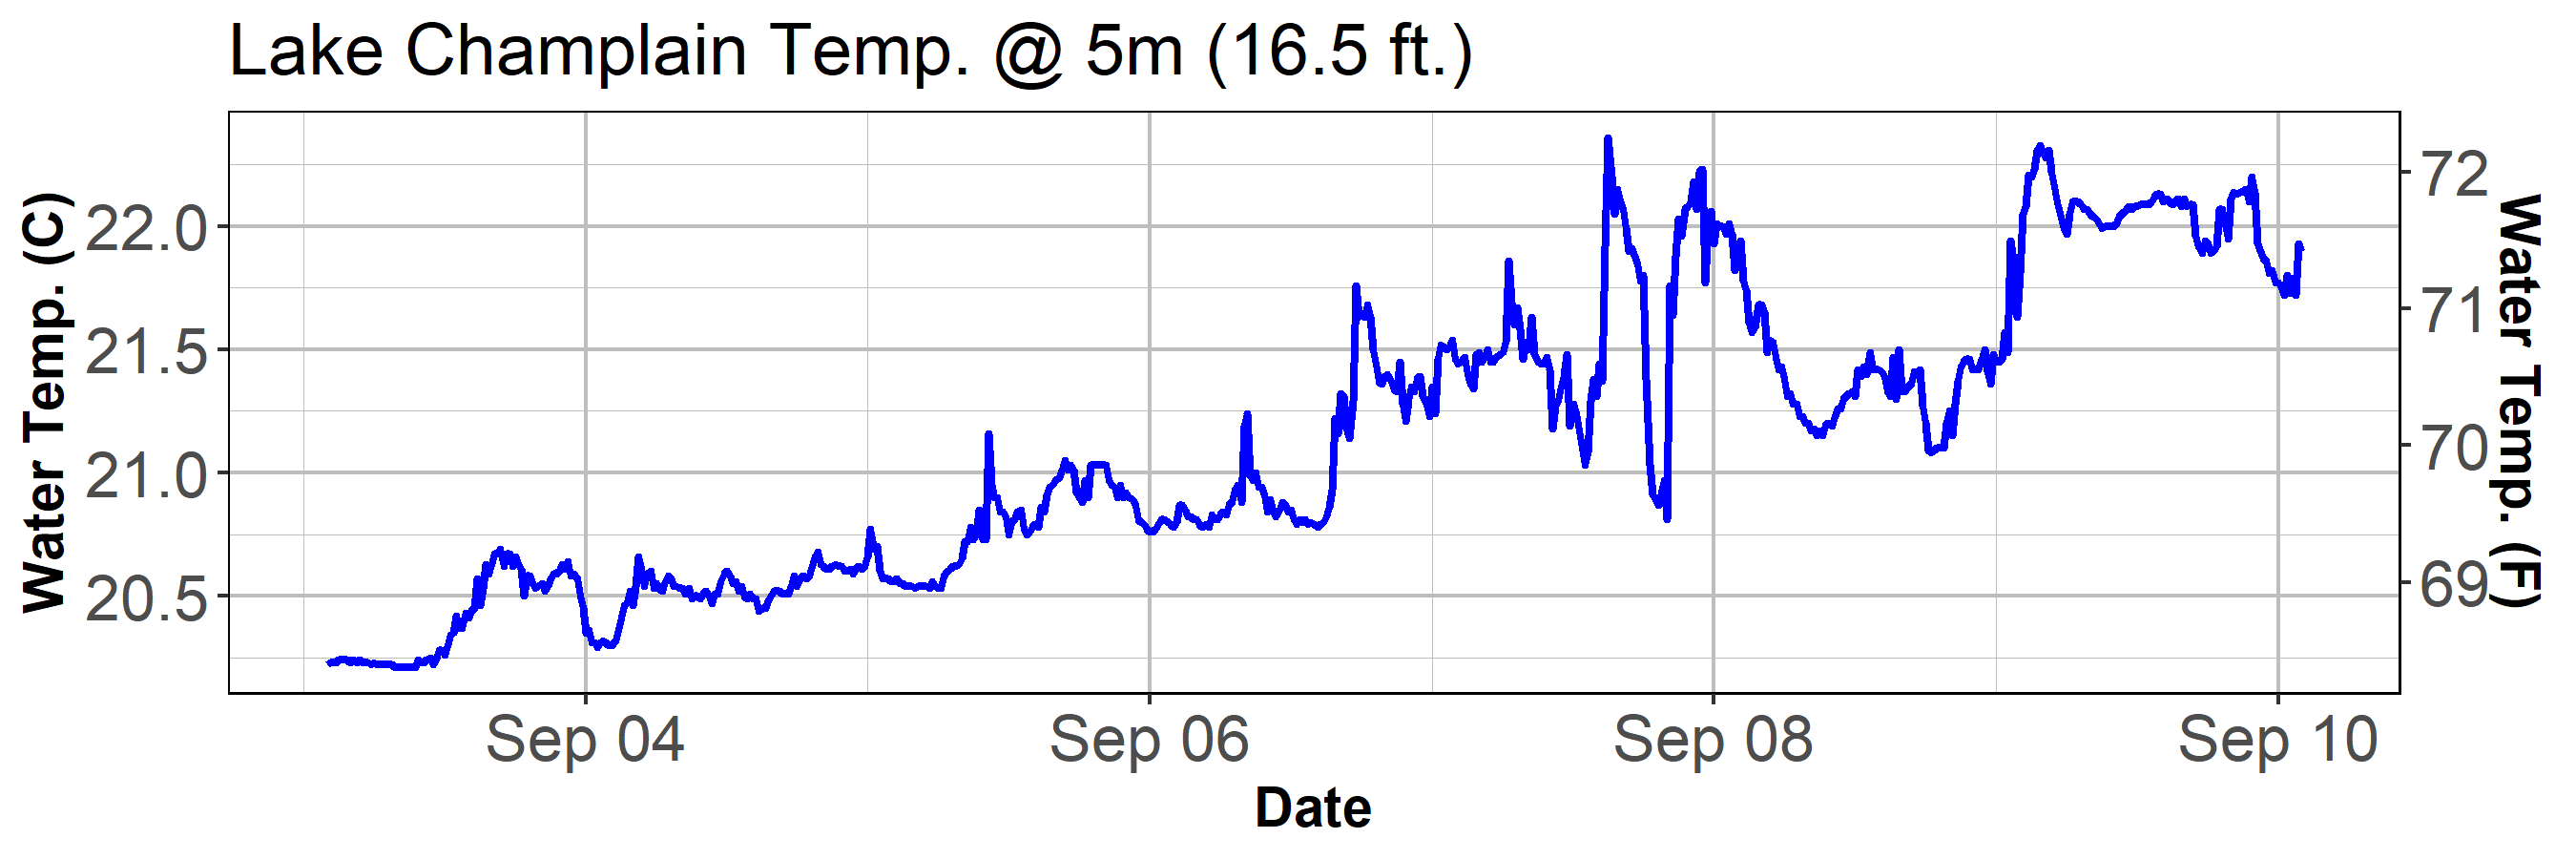 Lake Champlain Temp. @ 5m (16.5 ft.)
Water Temp. (C)
22.0
21.5
21.0
20.5
72
71
70
69
Water Temp. (F)
Sep 04
Sep 06
Sep 08
Sep 10
Date